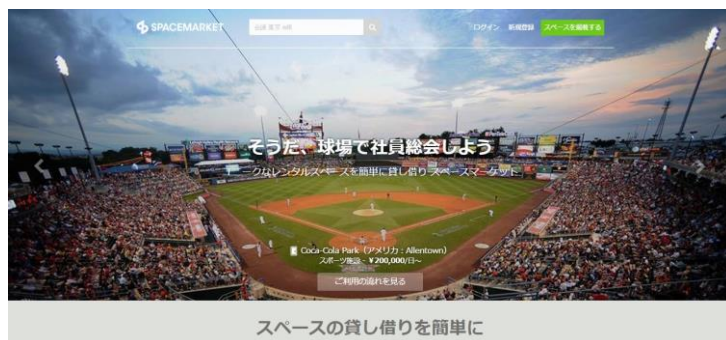 SPACEMARKET
ログイン 新規登録 スペースを掲載する
そうだ、球場で社員総会しよう
クなレンタルスペースを簡単に貸し借り スペースマーケット
Coca-Cola Park（アメリカ : Allentown）
スポーツ施設 - ¥200,000/日~
ご利用の流れを見る
スペースの貸し借りを簡単に